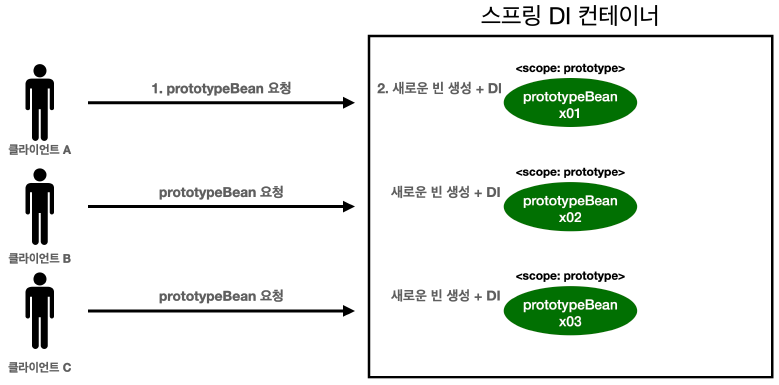 스프링 DI 컨테이너
<scope: prototype>
1. prototypeBean 요청
2. 새로운 빈 생성 + DI
prototypeBean
x01
클라이언트 A
<scope: prototype>
prototypeBean 요청
새로운 빈 생성 + DI
prototypeBean
x02
클라이언트 B
<scope: prototype>
prototypeBean 요청
새로운 빈 생성 + DI
prototypeBean
x03
클라이언트 C